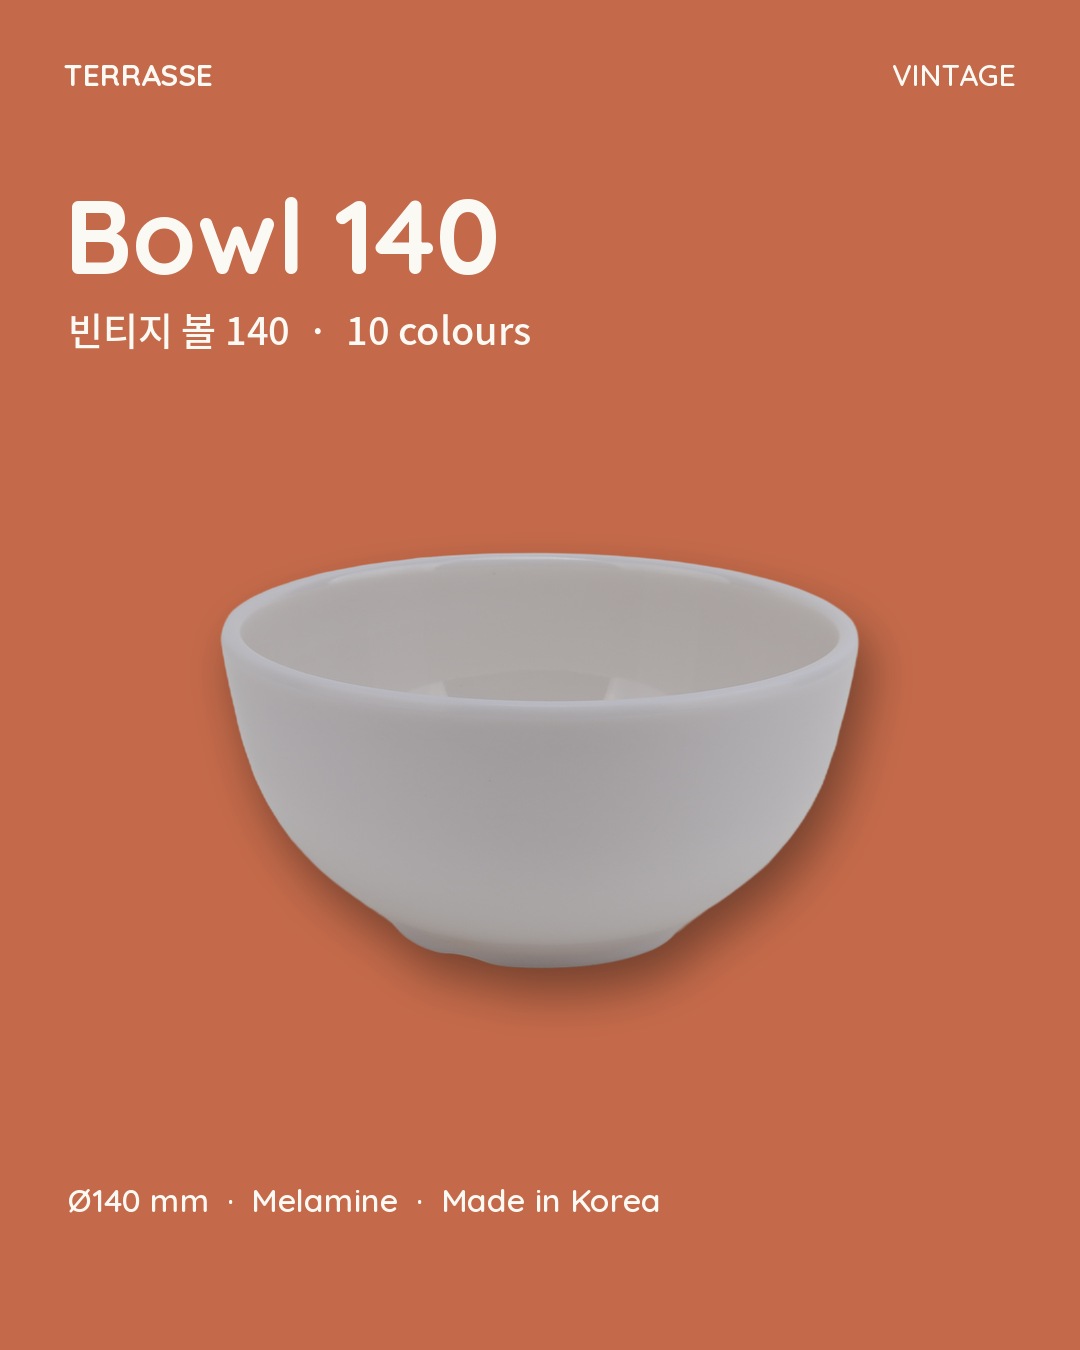 TERRASSE
VINTAGE
Bowl 140
빈티지 볼 140 · 10 colours
Ø140 mm · Melamine · Made in Korea